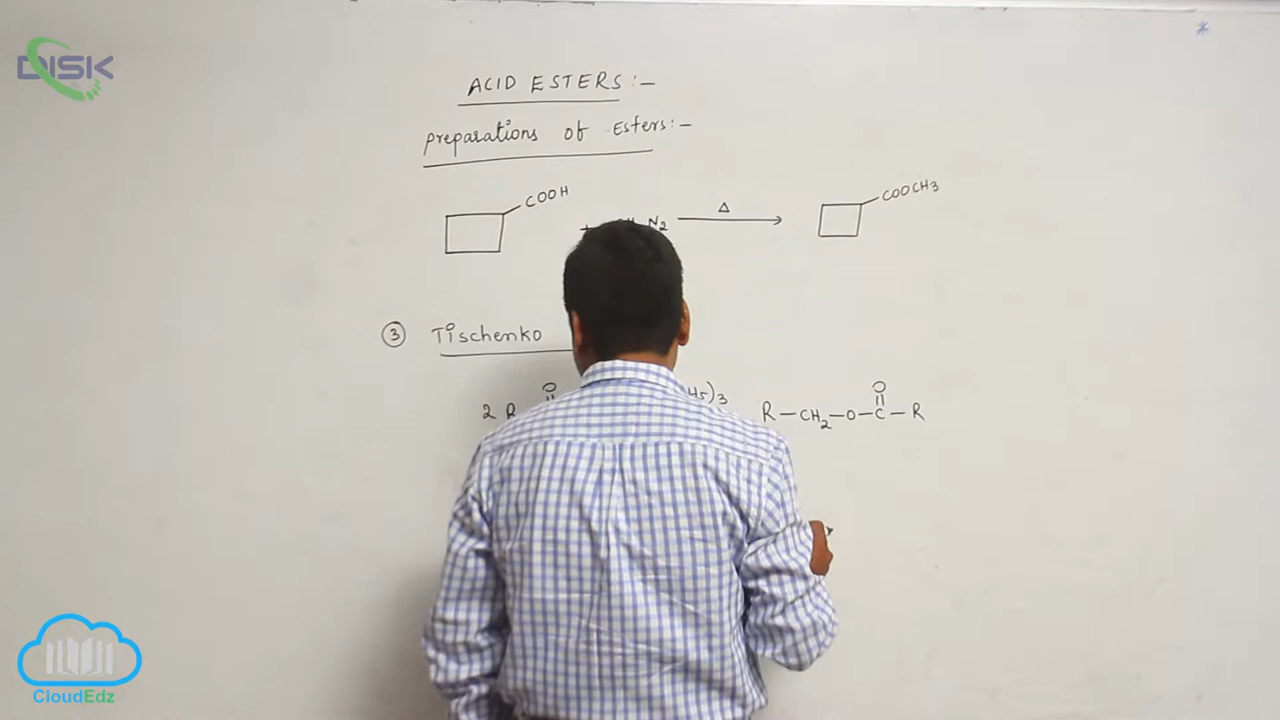 DISK
ACID ESTERS:-
preparations of Esters:-
COOH
N2
Δ
COOCH3
③ Tischenko
2 R
O
)3
R-CH2-O-C-R
O
CloudEdz